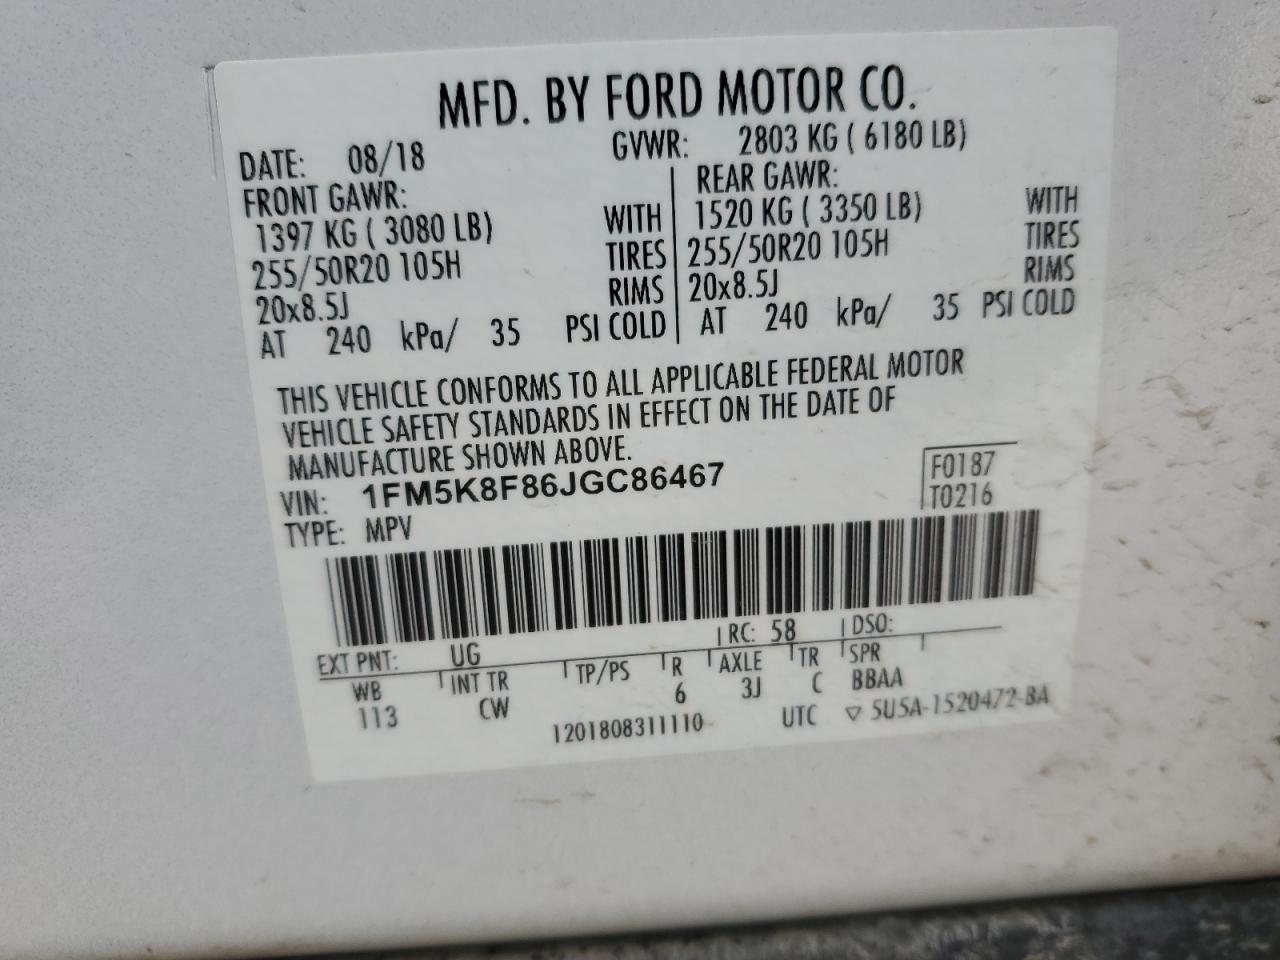 MFD. BY FORD MOTOR CO.
DATE: 08/18 GVWR: 2803 KG ( 6180 LB)
FRONT GAWR: REAR GAWR:
1397 KG ( 3080 LB) WITH 1520 KG ( 3350 LB) WITH
255/50R20 105H TIRES 255/50R20 105H TIRES
20x8.5J RIMS 20x8.5J RIMS
AT 240 kPa/ 35 PSI COLD AT 240 kPa/ 35 PSI COLD
THIS VEHICLE CONFORMS TO ALL APPLICABLE FEDERAL MOTOR
VEHICLE SAFETY STANDARDS IN EFFECT ON THE DATE OF
MANUFACTURE SHOWN ABOVE.
VIN: 1FM5K8F86JGC86467 F0187
TYPE: MPV T0216
EXT PNT: UG RC: 58 DSO:
WB INT TR TP/PS R AXLE TR SPR
113 CW 6 3J C BBAA
1201808311110 UTC ▽ 5U5A-1520472-BA